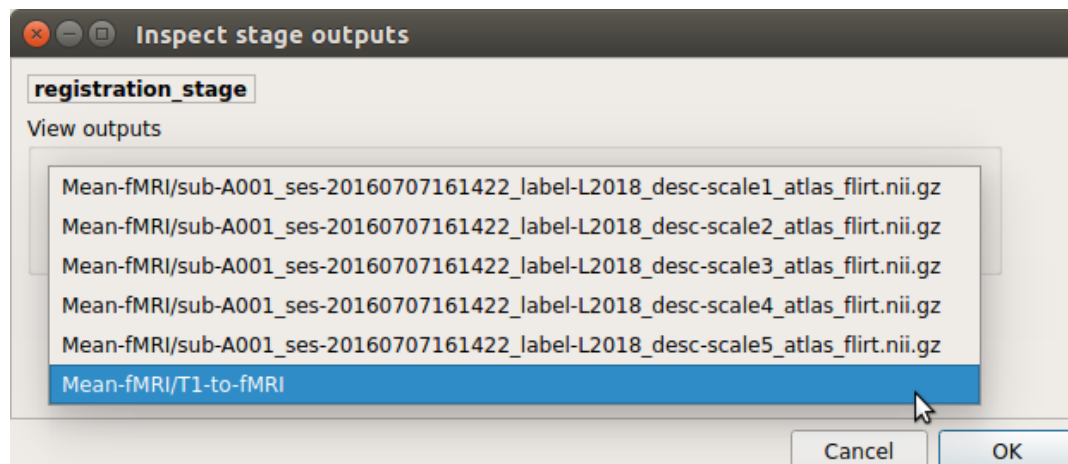 Inspect stage outputs
registration_stage
View outputs
Mean-fMRI/sub-A001_ses-20160707161422_label-L2018_desc-scale1_atlas_flirt.nii.gz
Mean-fMRI/sub-A001_ses-20160707161422_label-L2018_desc-scale2_atlas_flirt.nii.gz
Mean-fMRI/sub-A001_ses-20160707161422_label-L2018_desc-scale3_atlas_flirt.nii.gz
Mean-fMRI/sub-A001_ses-20160707161422_label-L2018_desc-scale4_atlas_flirt.nii.gz
Mean-fMRI/sub-A001_ses-20160707161422_label-L2018_desc-scale5_atlas_flirt.nii.gz
Mean-fMRI/T1-to-fMRI
Cancel OK